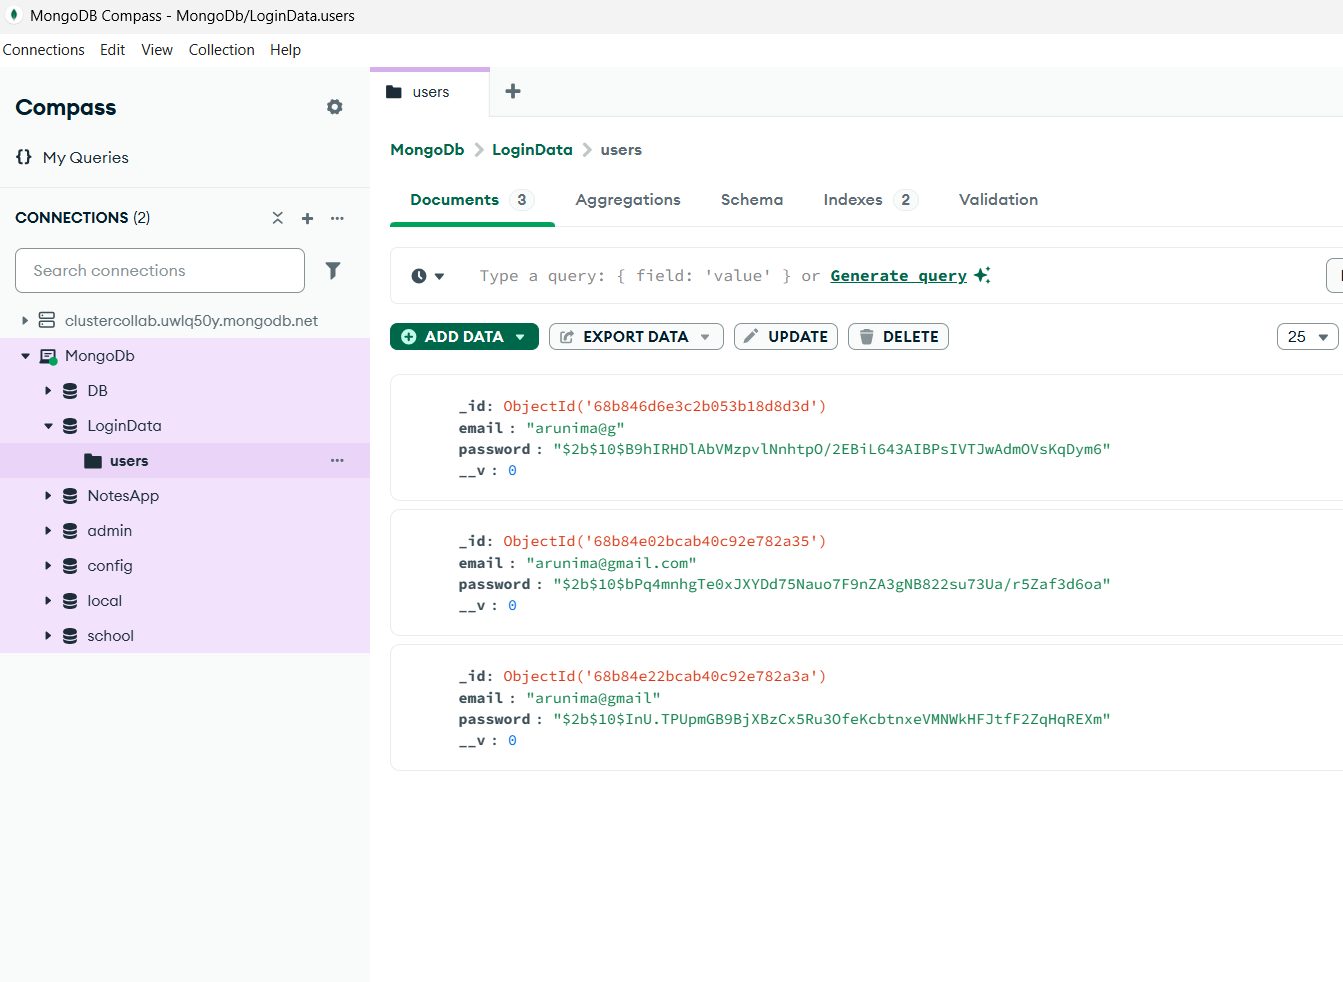 MongoDB Compass - MongoDb/LoginData.users
Connections Edit View Collection Help
Compass
My Queries
CONNECTIONS (2)
Search connections
clustercollab.uwlq50y.mongodb.net
MongoDb
DB
LoginData
users
NotesApp
admin
config
local
school
users
MongoDb > LoginData > users
Documents 3 Aggregations Schema Indexes 2 Validation
Type a query: { field: 'value' } or Generate query
ADD DATA EXPORT DATA UPDATE DELETE 25
_id: ObjectId('68b846d6e3c2b053b18d8d3d')
email : "arunima@g"
password : "$2b$10$B9hIRHDlAbVMzpvlNnhtpO/2EBiL643AIBPsIVTJwAdmOVsKqDym6"
__v : 0
_id: ObjectId('68b84e02bcab40c92e782a35')
email : "arunima@gmail.com"
password : "$2b$10$bPq4mnhgTe0xJXYDd75Nauo7F9nZA3gNB822su73Ua/r5Zaf3d6oa"
__v : 0
_id: ObjectId('68b84e22bcab40c92e782a3a')
email : "arunima@gmail"
password : "$2b$10$InU.TPUpmGB9BjXBzCx5Ru3OfeKcbtnxeVMNWkHFJtfF2ZqHqREXm"
__v : 0